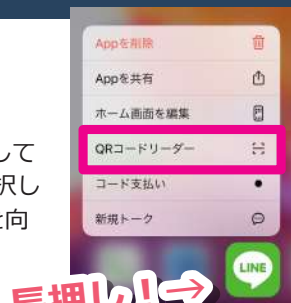 Appを削除
Appを共有
ホーム画面を編集
QRコードリーダー
コード支払い
新規トーク
して
択し
向
LINE
長押し!→